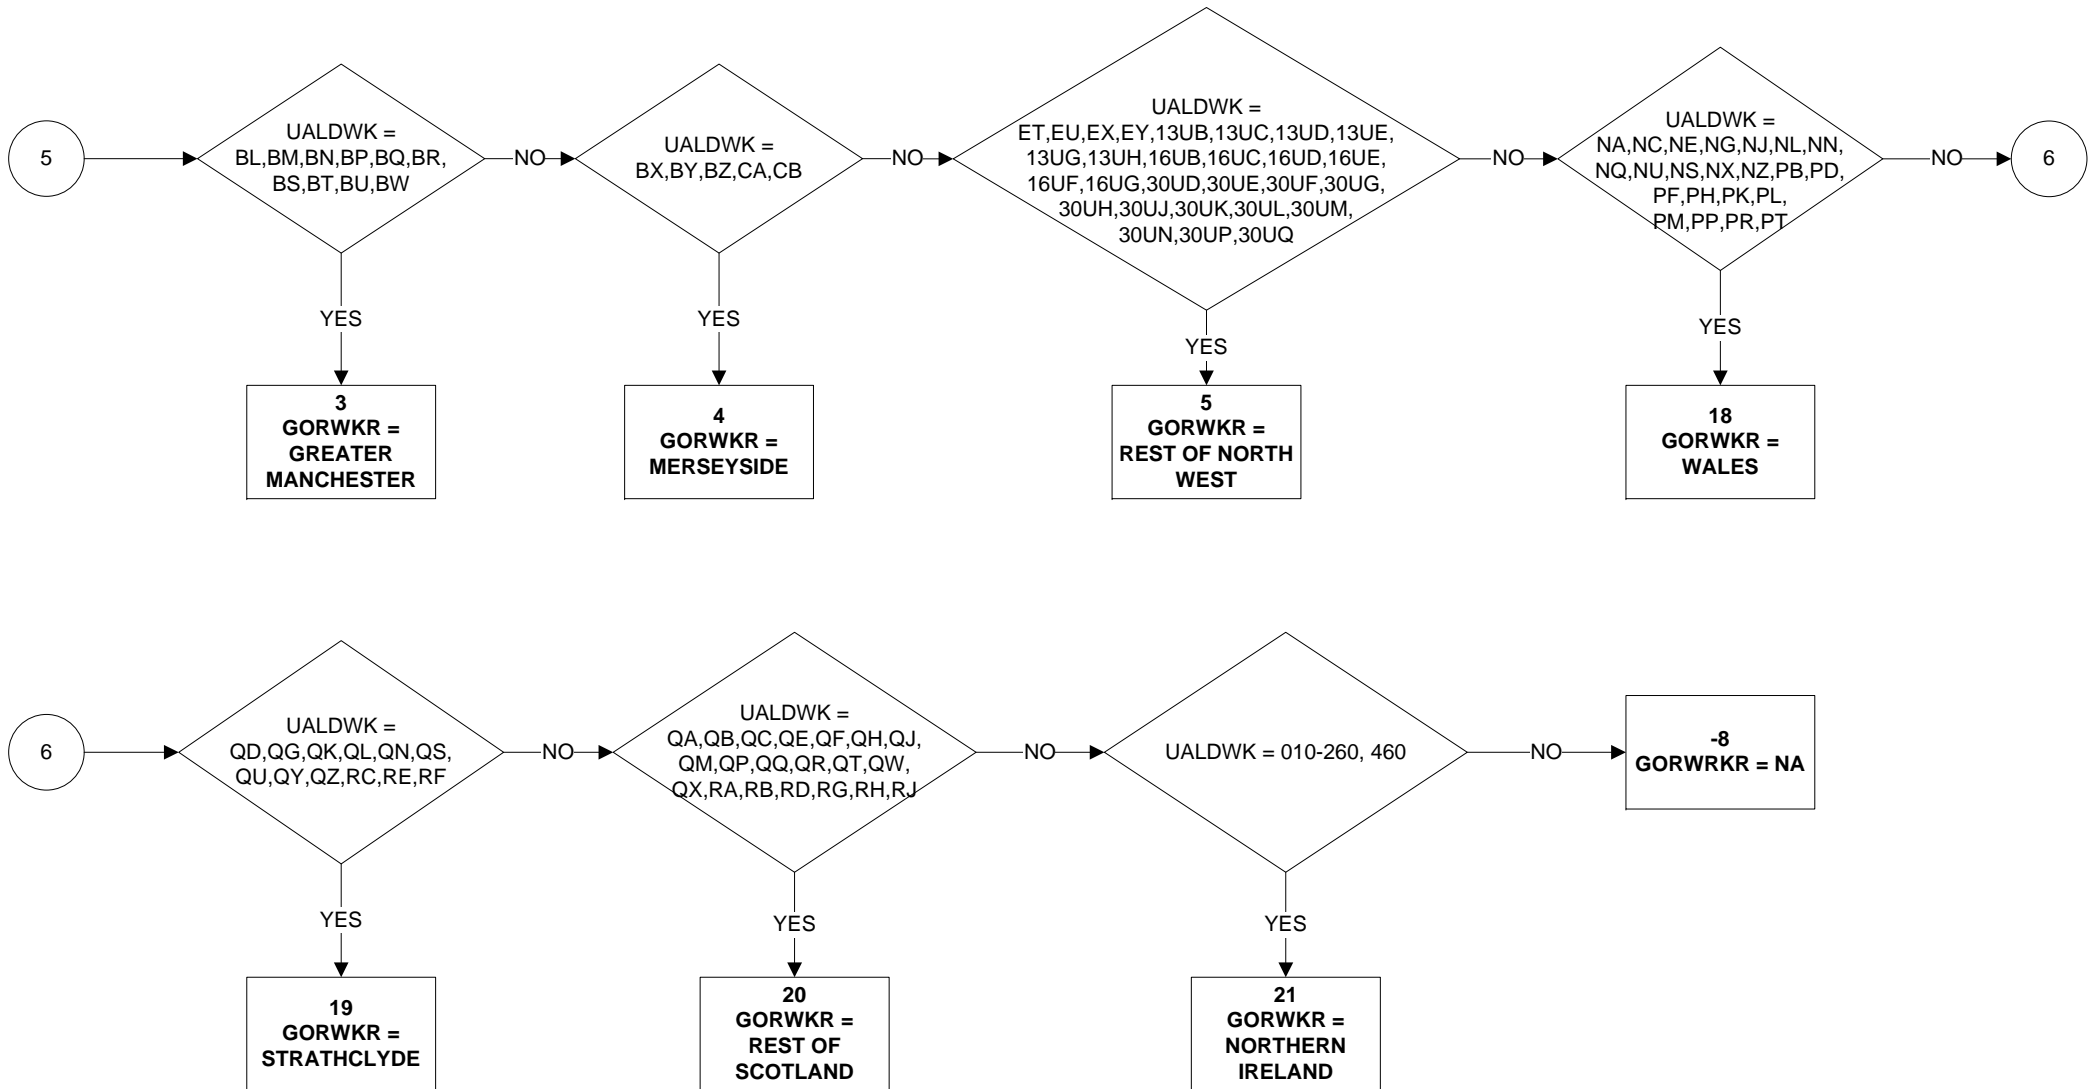 5
UALDWK =
BL,BM,BN,BP,BQ,BR,
BS,BT,BU,BW
NO
UALDWK =
BX,BY,BZ,CA,CB
NO
UALDWK =
ET,EU,EX,EY,13UB,13UC,13UD,13UE,
13UG,13UH,16UB,16UC,16UD,16UE,
16UF,16UG,30UD,30UE,30UF,30UG,
30UH,30UJ,30UK,30UL,30UM,
30UN,30UP,30UQ
NO
UALDWK =
NA,NC,NE,NG,NJ,NL,NN,
NQ,NU,NS,NX,NZ,PB,PD,
PF,PH,PK,PL,
PM,PP,PR,PT
NO
6
YES
YES
YES
YES
3
GORWKR =
GREATER
MANCHESTER
4
GORWKR =
MERSEYSIDE
5
GORWKR =
REST OF NORTH
WEST
18
GORWKR =
WALES
6
UALDWK =
QD,QG,QK,QL,QN,QS,
QU,QY,QZ,RC,RE,RF
NO
UALDWK =
QA,QB,QC,QE,QF,QH,QJ,
QM,QP,QQ,QR,QT,QW,
QX,RA,RB,RD,RG,RH,RJ
NO
UALDWK = 010-260, 460
NO
-8
GORWRKR = NA
YES
YES
YES
19
GORWKR =
STRATHCLYDE
20
GORWKR =
REST OF
SCOTLAND
21
GORWKR =
NORTHERN
IRELAND